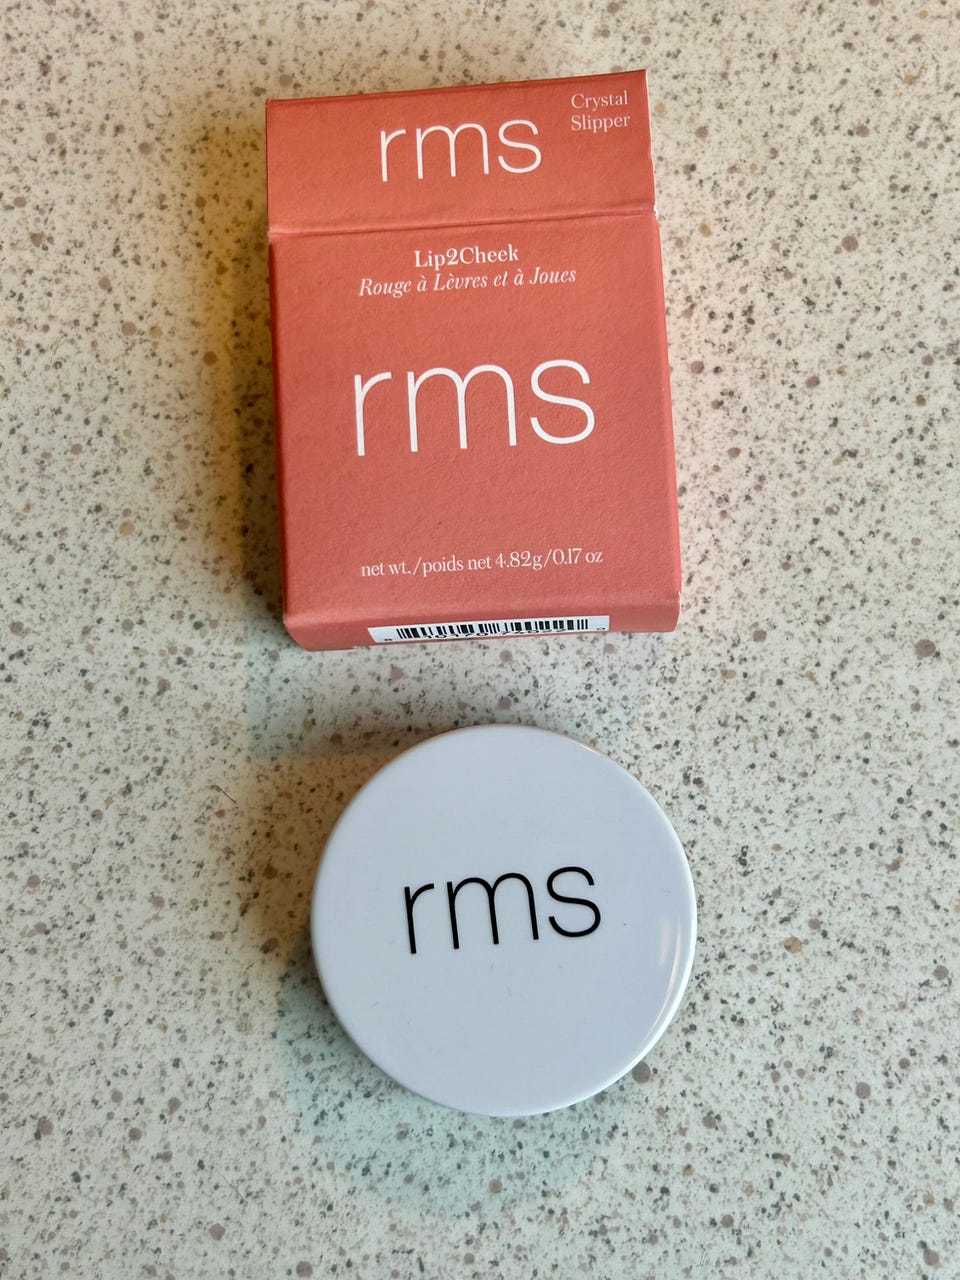 Crystal
Slipper
rms
Lip2Cheek
Rouge à Lèvres et à Joues
rms
net wt./poids net 4.82g/0.17 oz
rms